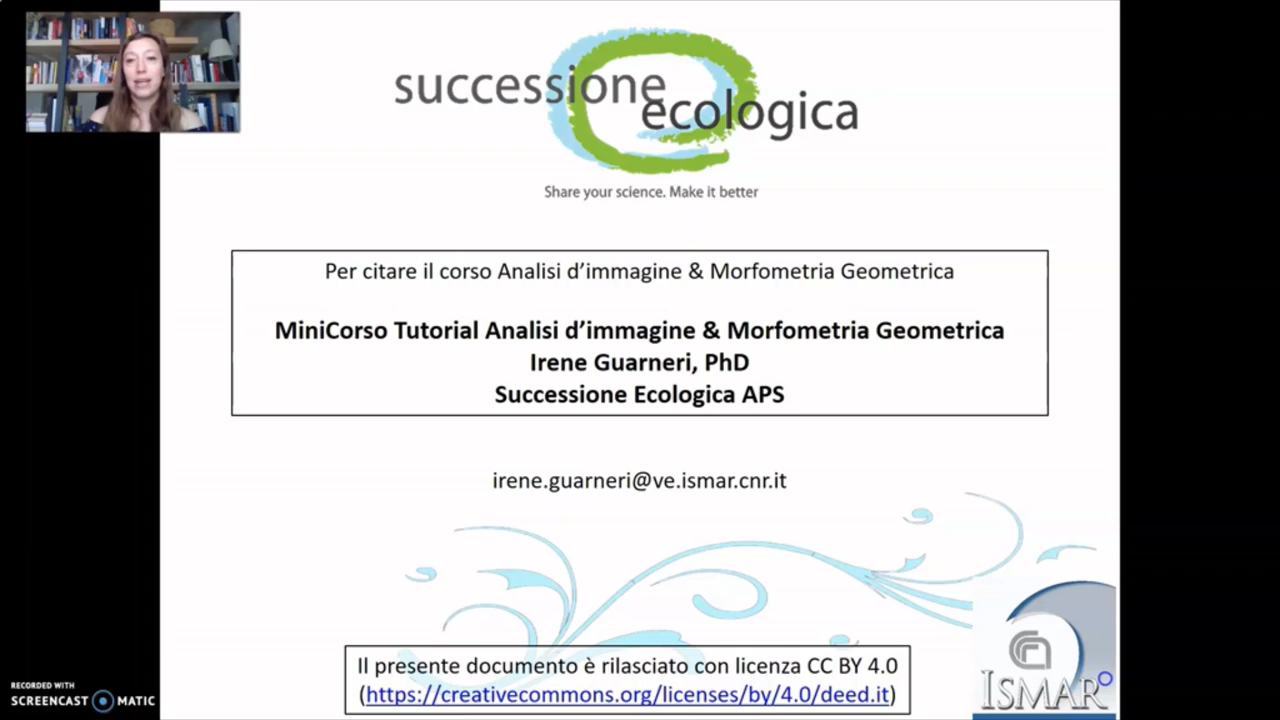 successione
ecologica
Share your science. Make it better
Per citare il corso Analisi d’immagine & Morfometria Geometrica
MiniCorso Tutorial Analisi d’immagine & Morfometria Geometrica
Irene Guarneri, PhD
Successione Ecologica APS
irene.guarneri@ve.ismar.cnr.it
Il presente documento è rilasciato con licenza CC BY 4.0
(https://creativecommons.org/licenses/by/4.0/deed.it)
ISMAR
RECORDED WITH
SCREENCAST MATIC